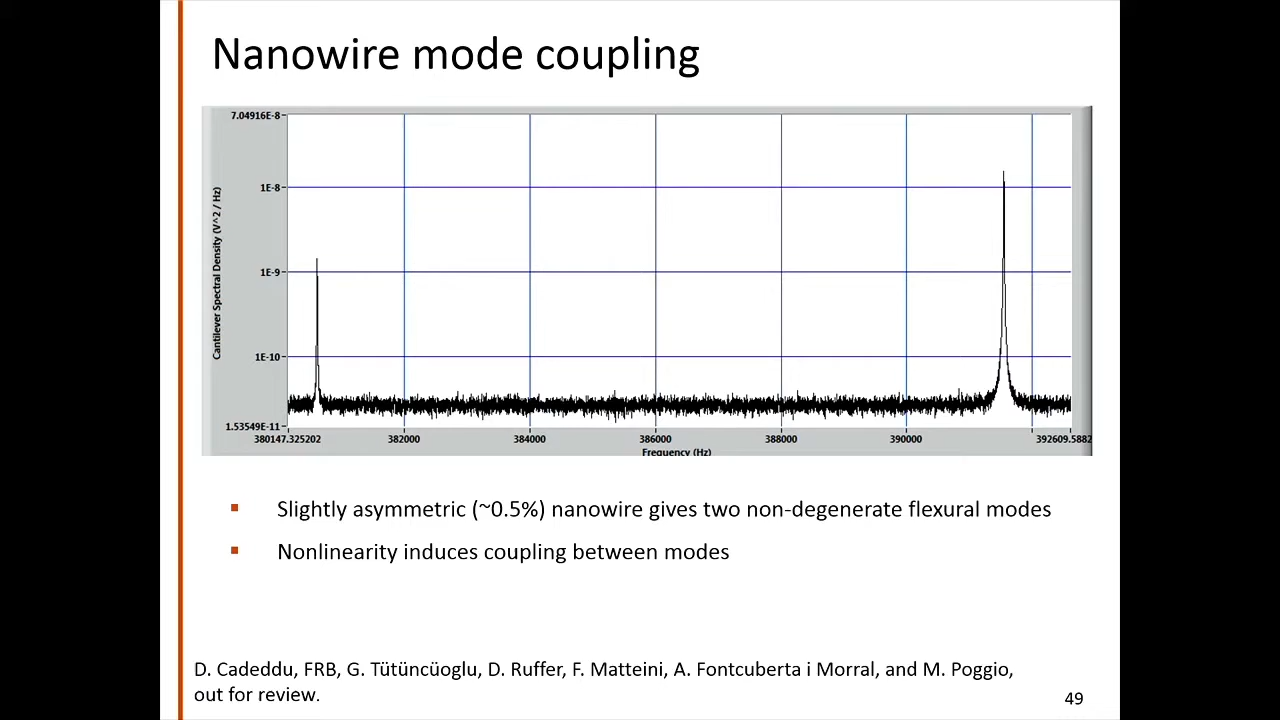 Nanowire mode coupling
7.04916E-8
1E-8
1E-9
1E-10
1.53549E-11
Cantilever Spectral Density (V^2 / Hz)
380147.325202 382000 384000 386000 388000 390000 392609.5882
Frequency (Hz)
Slightly asymmetric (~0.5%) nanowire gives two non-degenerate flexural modes
Nonlinearity induces coupling between modes
D. Cadeddu, FRB, G. Tütüncüoglu, D. Ruffer, F. Matteini, A. Fontcuberta i Morral, and M. Poggio,
out for review.
49